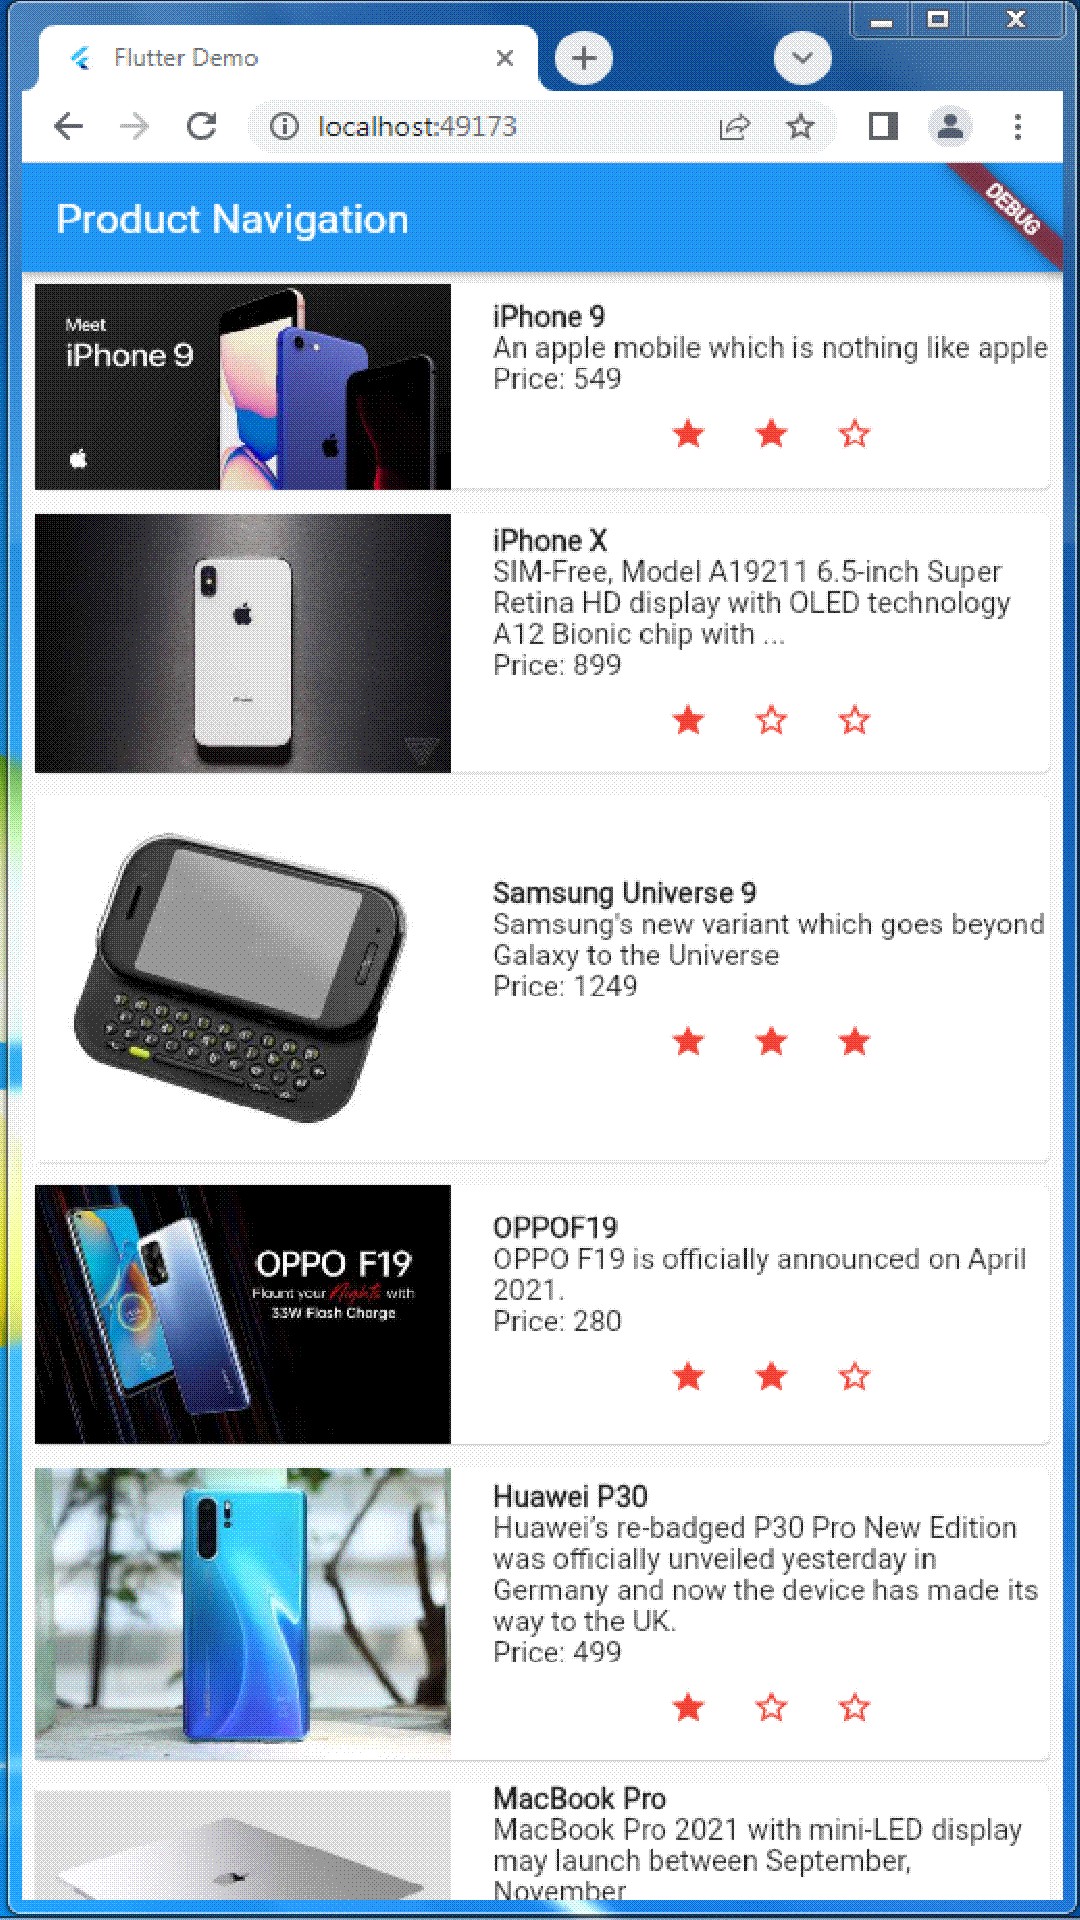 Flutter Demo
localhost:49173
Product Navigation
DEBUG
Meet
iPhone 9
iPhone 9
An apple mobile which is nothing like apple
Price: 549
iPhone X
SIM-Free, Model A19211 6.5-inch Super
Retina HD display with OLED technology
A12 Bionic chip with ...
Price: 899
Samsung Universe 9
Samsung's new variant which goes beyond
Galaxy to the Universe
Price: 1249
OPPO F19
Flaunt your Nights with
33W Flash Charge
OPPOF19
OPPO F19 is officially announced on April
2021.
Price: 280
Huawei P30
Huawei’s re-badged P30 Pro New Edition
was officially unveiled yesterday in
Germany and now the device has made its
way to the UK.
Price: 499
MacBook Pro
MacBook Pro 2021 with mini-LED display
may launch between September,
November